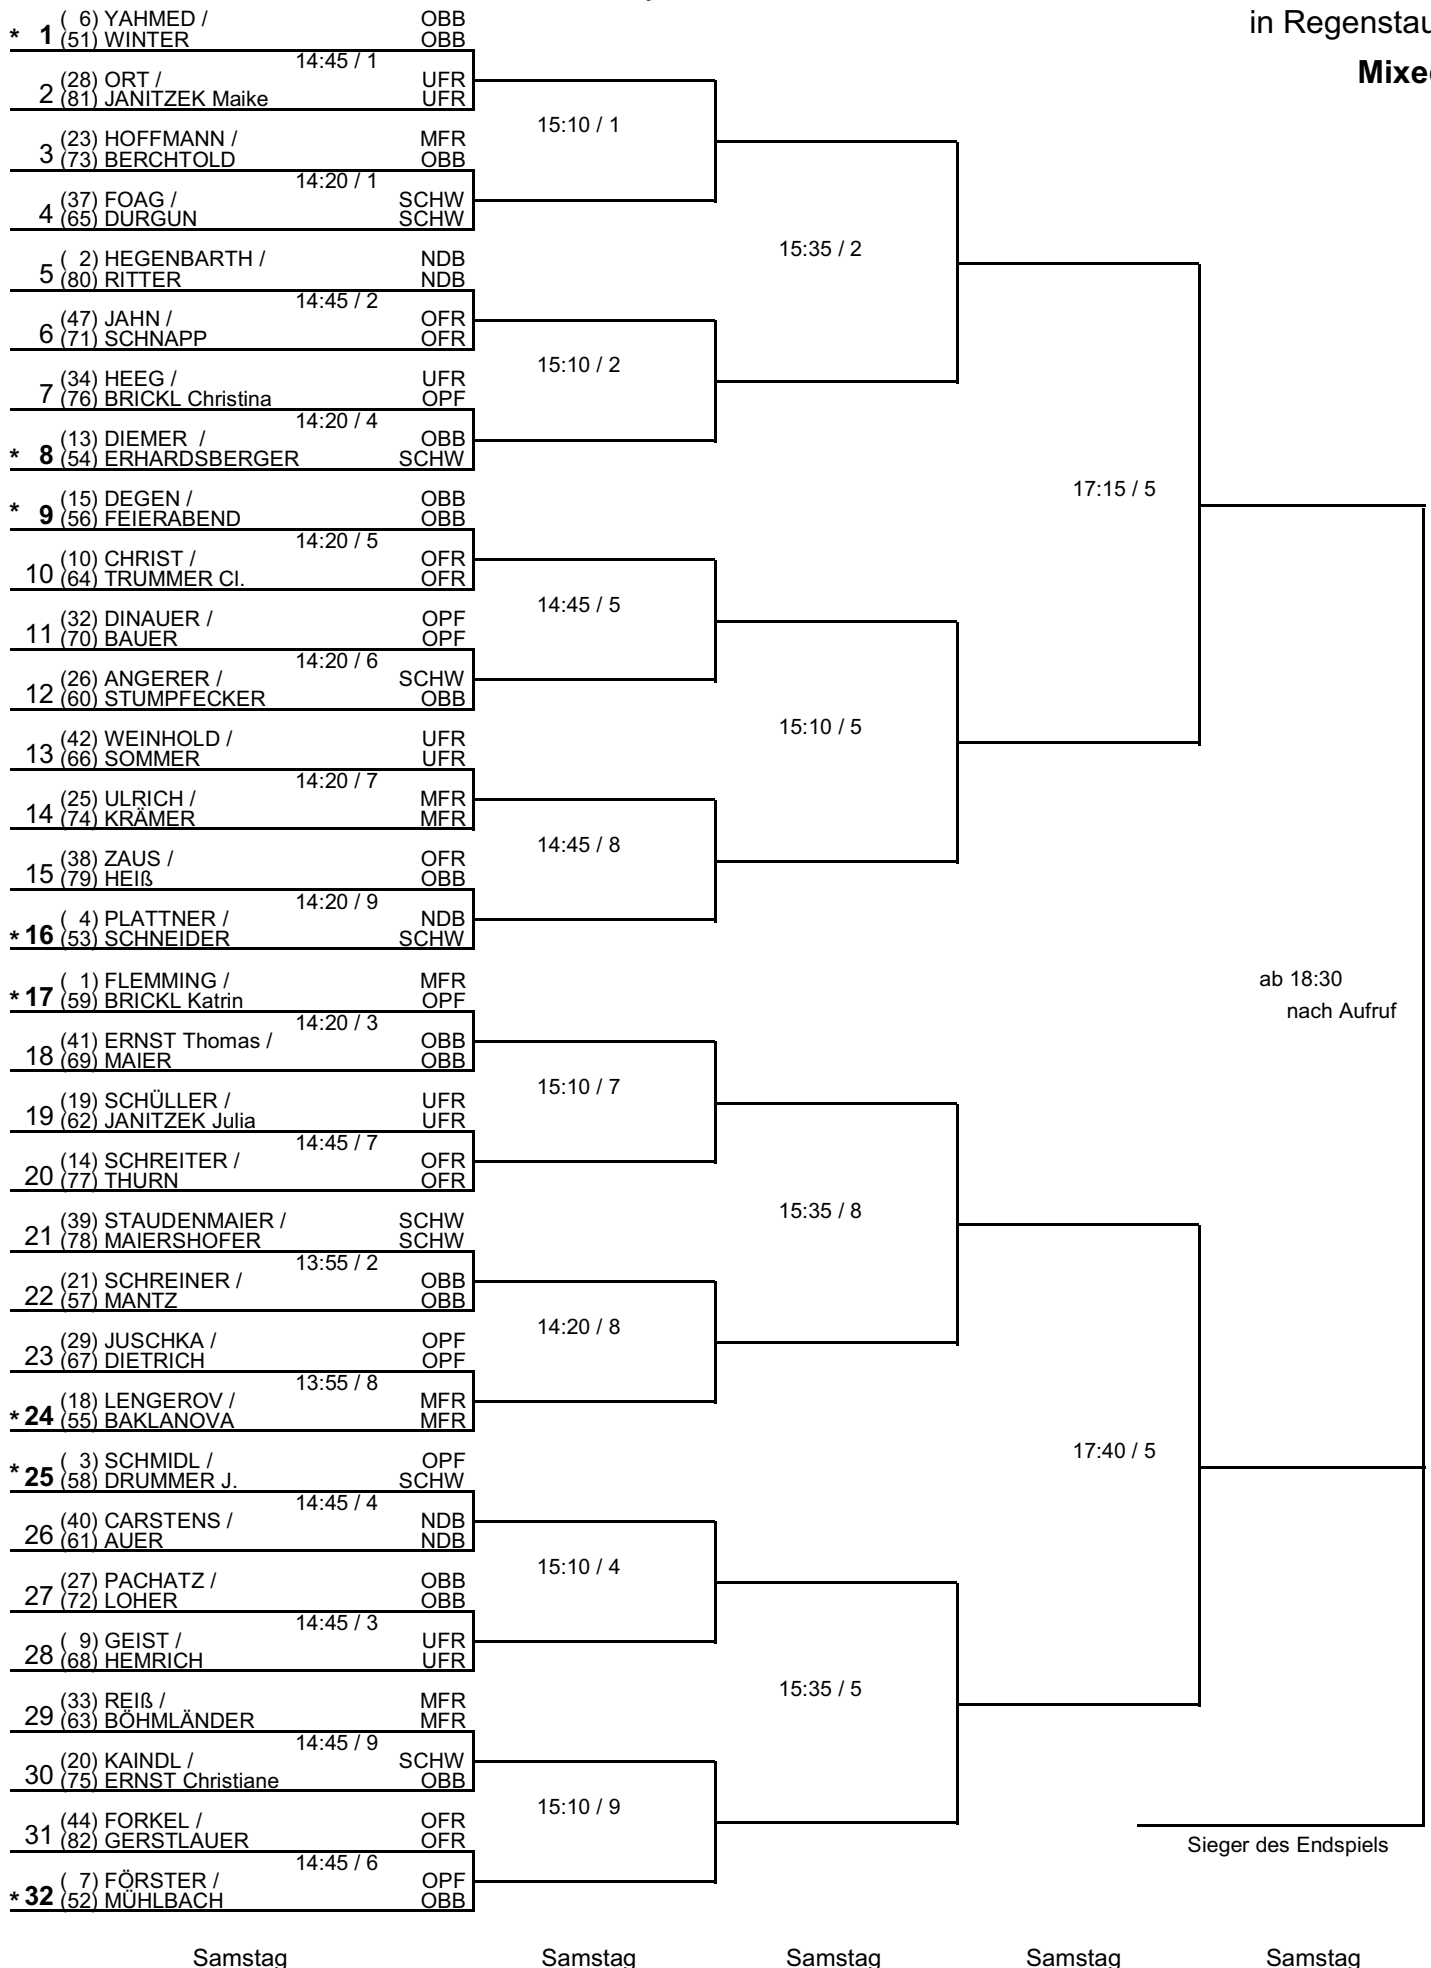 in Regenstau
Mixe
( 6) YAHMED / OBB
* 1 (51) WINTER OBB
14:45 / 1
(28) ORT / UFR
2 (81) JANITZEK Maike UFR
15:10 / 1
(23) HOFFMANN / MFR
3 (73) BERCHTOLD OBB
14:20 / 1
(37) FOAG / SCHW
4 (65) DURGUN SCHW
15:35 / 2
( 2) HEGENBARTH / NDB
5 (80) RITTER NDB
14:45 / 2
(47) JAHN / OFR
6 (71) SCHNAPP OFR
15:10 / 2
(34) HEEG / UFR
7 (76) BRICKL Christina OPF
14:20 / 4
(13) DIEMER / OBB
* 8 (54) ERHARDSBERGER SCHW
17:15 / 5
(15) DEGEN / OBB
* 9 (56) FEIERABEND OBB
14:20 / 5
(10) CHRIST / OFR
10 (64) TRUMMER Cl. OFR
14:45 / 5
(32) DINAUER / OPF
11 (70) BAUER OPF
14:20 / 6
(26) ANGERER / SCHW
12 (60) STUMPFECKER OBB
15:10 / 5
(42) WEINHOLD / UFR
13 (66) SOMMER UFR
14:20 / 7
(25) ULRICH / MFR
14 (74) KRÄMER MFR
14:45 / 8
(38) ZAUS / OFR
15 (79) HEIß OBB
14:20 / 9
( 4) PLATTNER / NDB
* 16 (53) SCHNEIDER SCHW
ab 18:30
nach Aufruf
( 1) FLEMMING / MFR
* 17 (59) BRICKL Katrin OPF
14:20 / 3
(41) ERNST Thomas / OBB
18 (69) MAIER OBB
15:10 / 7
(19) SCHÜLLER / UFR
19 (62) JANITZEK Julia UFR
14:45 / 7
(14) SCHREITER / OFR
20 (77) THURN OFR
15:35 / 8
(39) STAUDENMAIER / SCHW
21 (78) MAIERSHOFER SCHW
13:55 / 2
(21) SCHREINER / OBB
22 (57) MANTZ OBB
14:20 / 8
(29) JUSCHKA / OPF
23 (67) DIETRICH OPF
13:55 / 8
(18) LENGEROV / MFR
* 24 (55) BAKLANOVA MFR
17:40 / 5
( 3) SCHMIDL / OPF
* 25 (58) DRUMMER J. SCHW
14:45 / 4
(40) CARSTENS / NDB
26 (61) AUER NDB
15:10 / 4
(27) PACHATZ / OBB
27 (72) LOHER OBB
14:45 / 3
( 9) GEIST / UFR
28 (68) HEMRICH UFR
15:35 / 5
(33) REIß / MFR
29 (63) BÖHMLÄNDER MFR
14:45 / 9
(20) KAINDL / SCHW
30 (75) ERNST Christiane OBB
15:10 / 9
(44) FORKEL / OFR
31 (82) GERSTLAUER OFR
Sieger des Endspiels
14:45 / 6
( 7) FÖRSTER / OPF
* 32 (52) MÜHLBACH OBB
Samstag Samstag Samstag Samstag Samstag